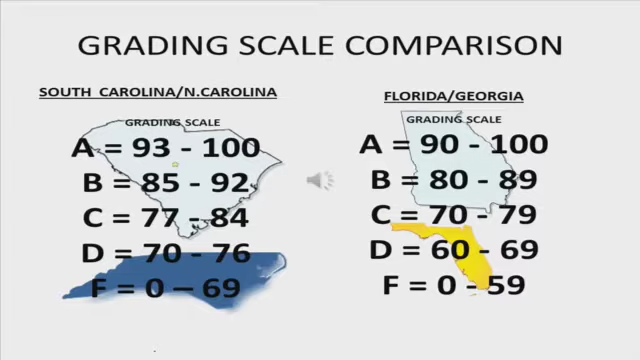 GRADING SCALE COMPARISON
SOUTH CAROLINA/N.CAROLINA
GRADING SCALE
A = 93 - 100
B = 85 - 92
C = 77 - 84
D = 70 - 76
F = 0 – 69
FLORIDA/GEORGIA
GRADING SCALE
A = 90 - 100
B = 80 - 89
C = 70 - 79
D = 60 - 69
F = 0 - 59